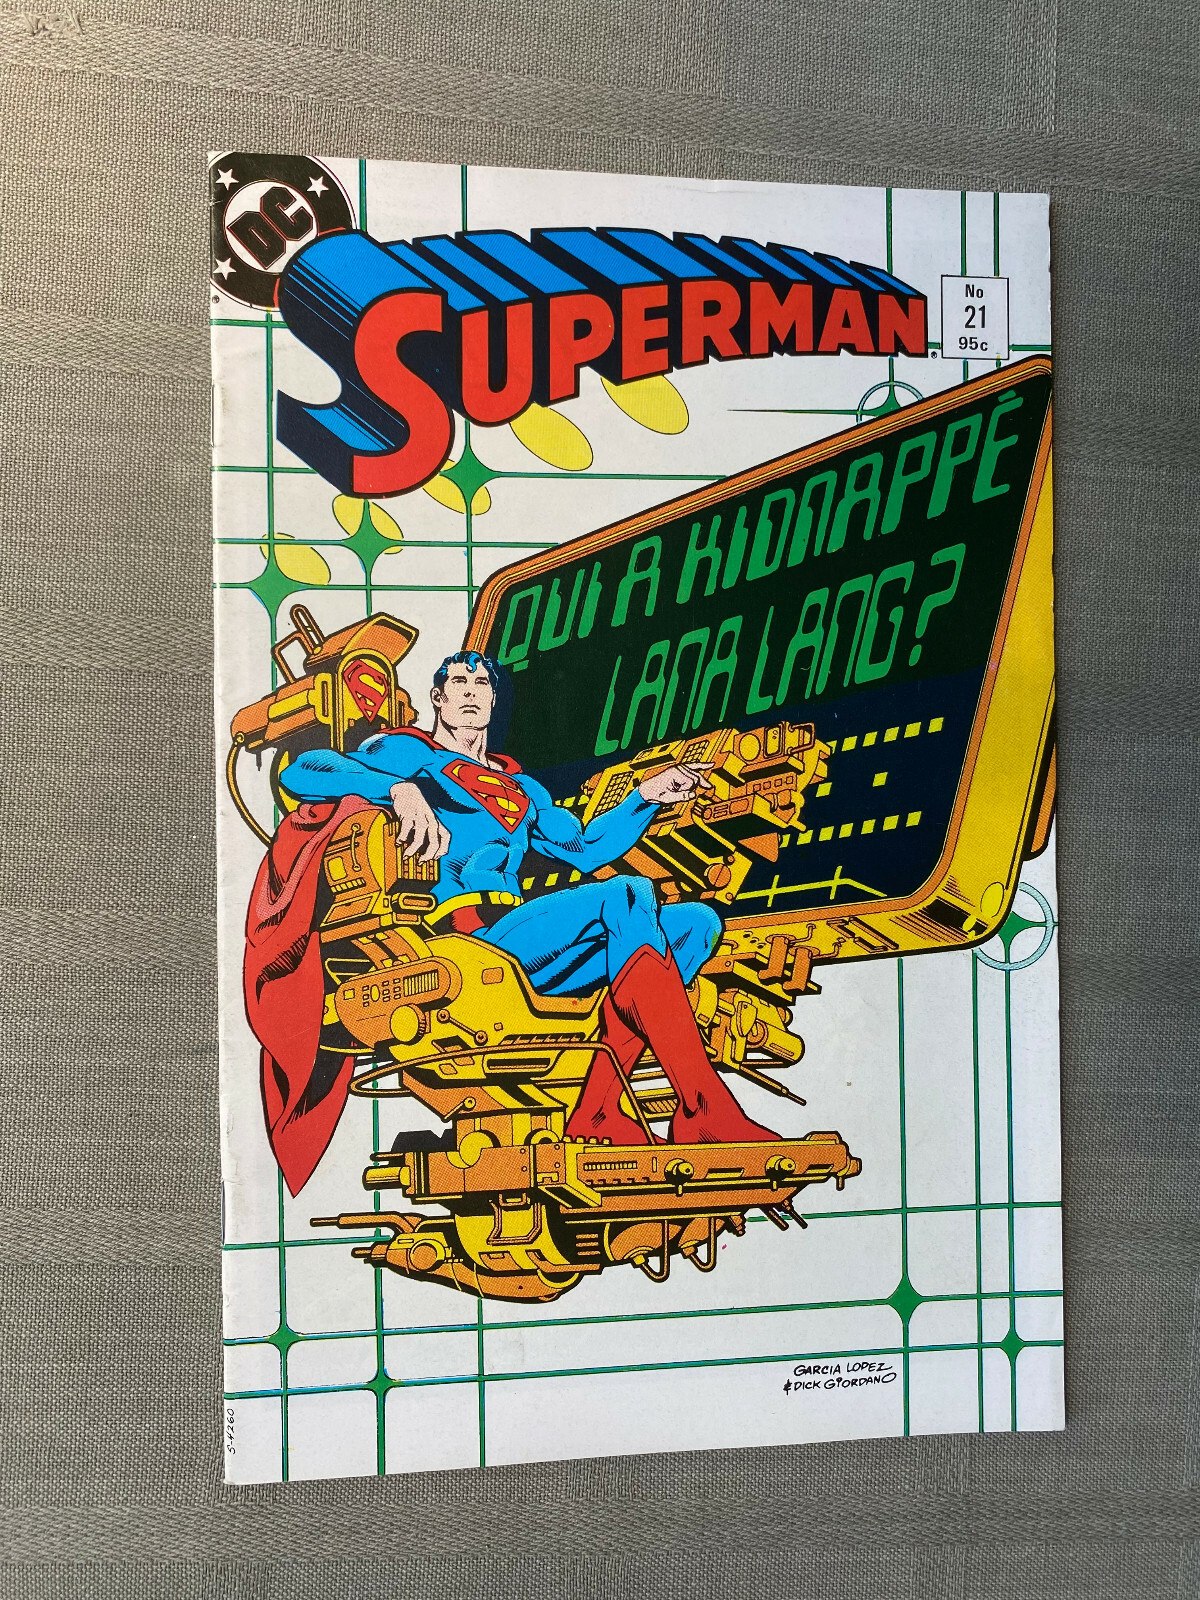 DC
SUPERMAN
No
21
95c
QUI A KIDNAPPÉ
LANA LANG?
S
S
GARCIA LOPEZ
& DICK GIORDANO
S-4260